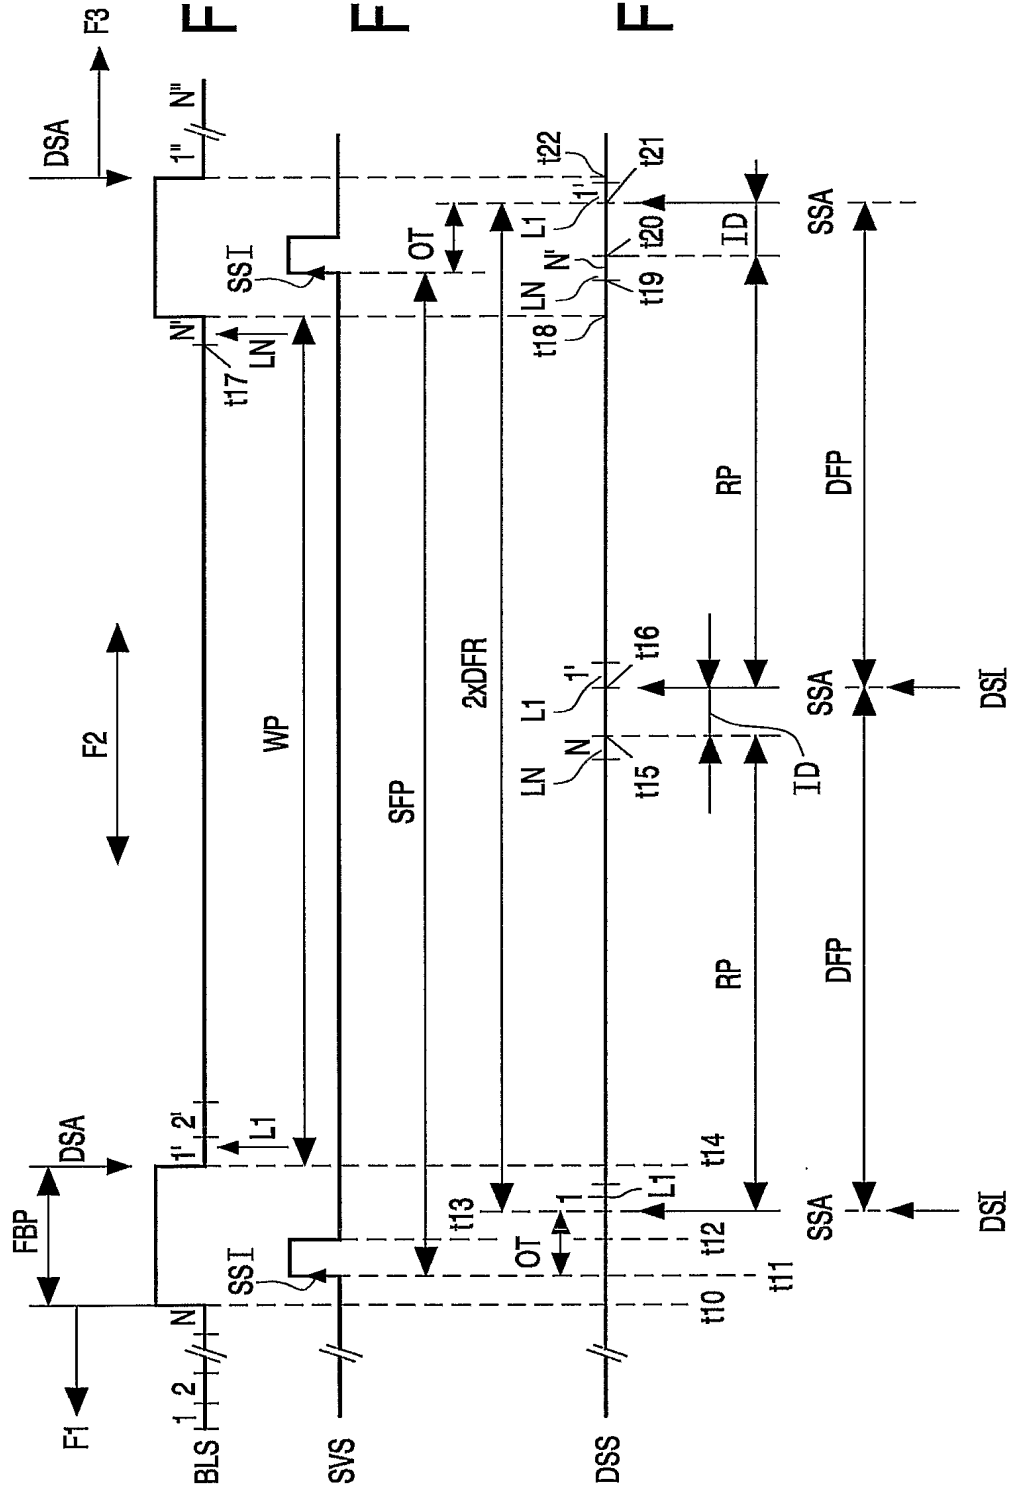 F1
F2
F3
FBP
DSA
DSA
BLS
1
2
N
1'
2'
N'
1"
N"
F
L1
WP
t17
LN
SVS
SSI
SSI
F
SFP
OT
2xDFR
t13
OT
DSS
1
L1
LN
N
L1
1'
t18
LN
N'
L1
1'
t22
F
t10
t11
t12
t14
t15
t16
t19
t20
t21
RP
ID
RP
ID
SSA
SSA
SSA
DFP
DFP
DSI
DSI